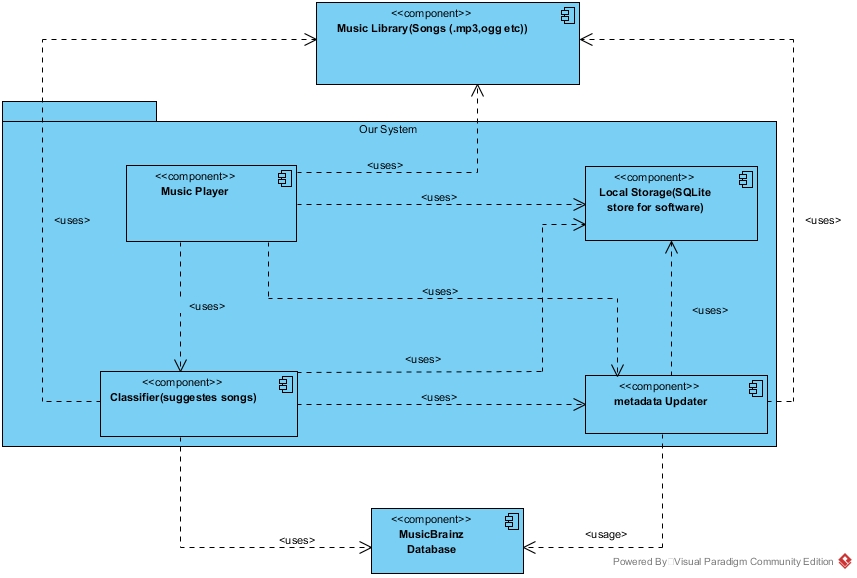 <<component>>
Music Library(Songs (.mp3,ogg etc))
Our System
<<component>>
Music Player
<uses>
<uses>
<<component>>
Local Storage(SQLite
store for software)
<uses>
<uses>
<uses>
<uses>
<uses>
<uses>
<<component>>
Classifier(suggestes songs)
<uses>
<<component>>
metadata Updater
<<component>>
MusicBrainz
Database
<uses>
<usage>
Powered By Visual Paradigm Community Edition